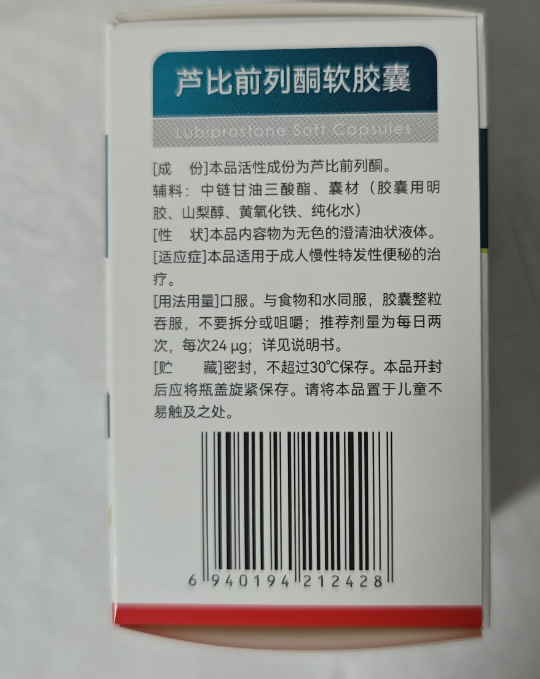 芦比前列酮软胶囊
Lubiprostone Soft Capsules
[成　份]本品活性成份为芦比前列酮。
辅料：中链甘油三酸酯、囊材（胶囊用明
胶、山梨醇、黄氧化铁、纯化水）
[性　状]本品内容物为无色的澄清油状液体。
[适应症]本品适用于成人慢性特发性便秘的治
疗。
[用法用量]口服。与食物和水同服，胶囊整粒
吞服，不要拆分或咀嚼；推荐剂量为每日两
次，每次24 μg；详见说明书。
[贮　　藏]密封，不超过30℃保存。本品开封
后应将瓶盖旋紧保存。请将本品置于儿童不
易触及之处。
6 940194 212428